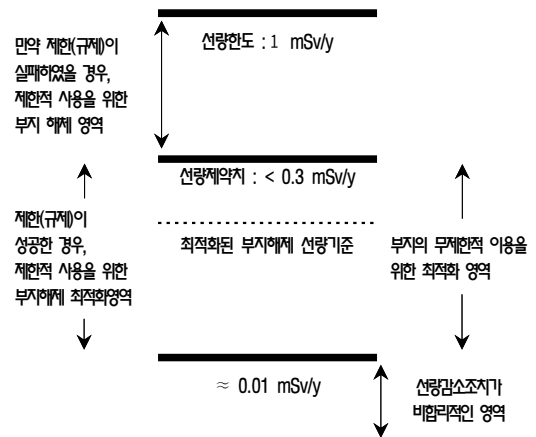 선량한도 : 1 mSv/y
만약 제한(규제)이
실패하였을 경우,
제한적 사용을 위한
부지 해체 영역
선량제약치 : < 0.3 mSv/y
제한(규제)이
성공한 경우,
제한적 사용을 위한
부지해제 최적화영역
최적화된 부지해제 선량기준
부지의 무제한적 이용을
위한 최적화 영역
≈ 0.01 mSv/y
선량감소조치가
비합리적인 영역